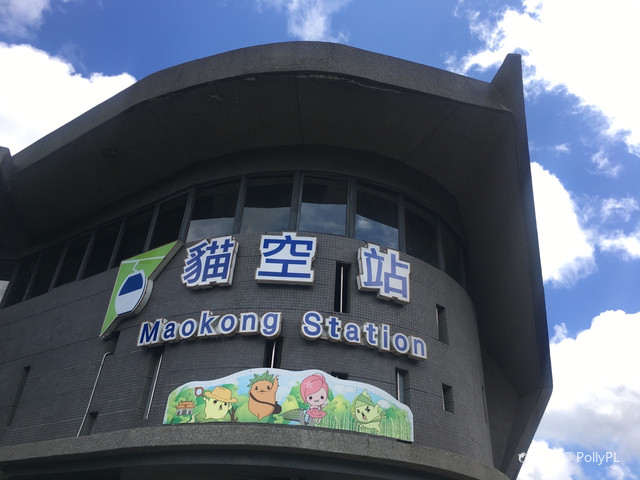 貓空站
Maokong Station
PollyPL